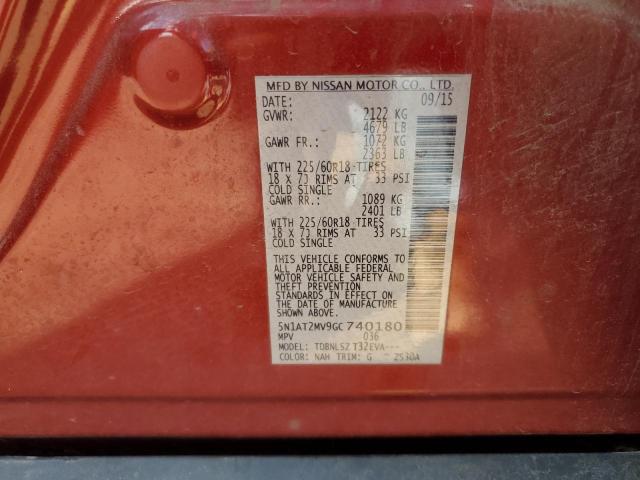 MFD BY NISSAN MOTOR CO., LTD.
DATE: 09/15
GVWR: 2122 KG
4679 LB
GAWR FR.: 1072 KG
2363 LB
WITH 225/60R18 TIRES
18 X 7J RIMS AT 33 PSI
COLD SINGLE
GAWR RR.: 1089 KG
2401 LB
WITH 225/60R18 TIRES
18 X 7J RIMS AT 33 PSI
COLD SINGLE
THIS VEHICLE CONFORMS TO
ALL APPLICABLE FEDERAL
MOTOR VEHICLE SAFETY AND
THEFT PREVENTION
STANDARDS IN EFFECT ON THE
DATE OF MANUFACTURE
SHOWN ABOVE.
5N1AT2MV9GC740180
MPV 036
MODEL: TDBNLSZ T32EVA---
COLOR: NAH TRIM: G